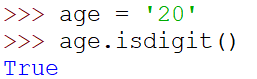 >>> age = '20'
>>> age.isdigit()
True